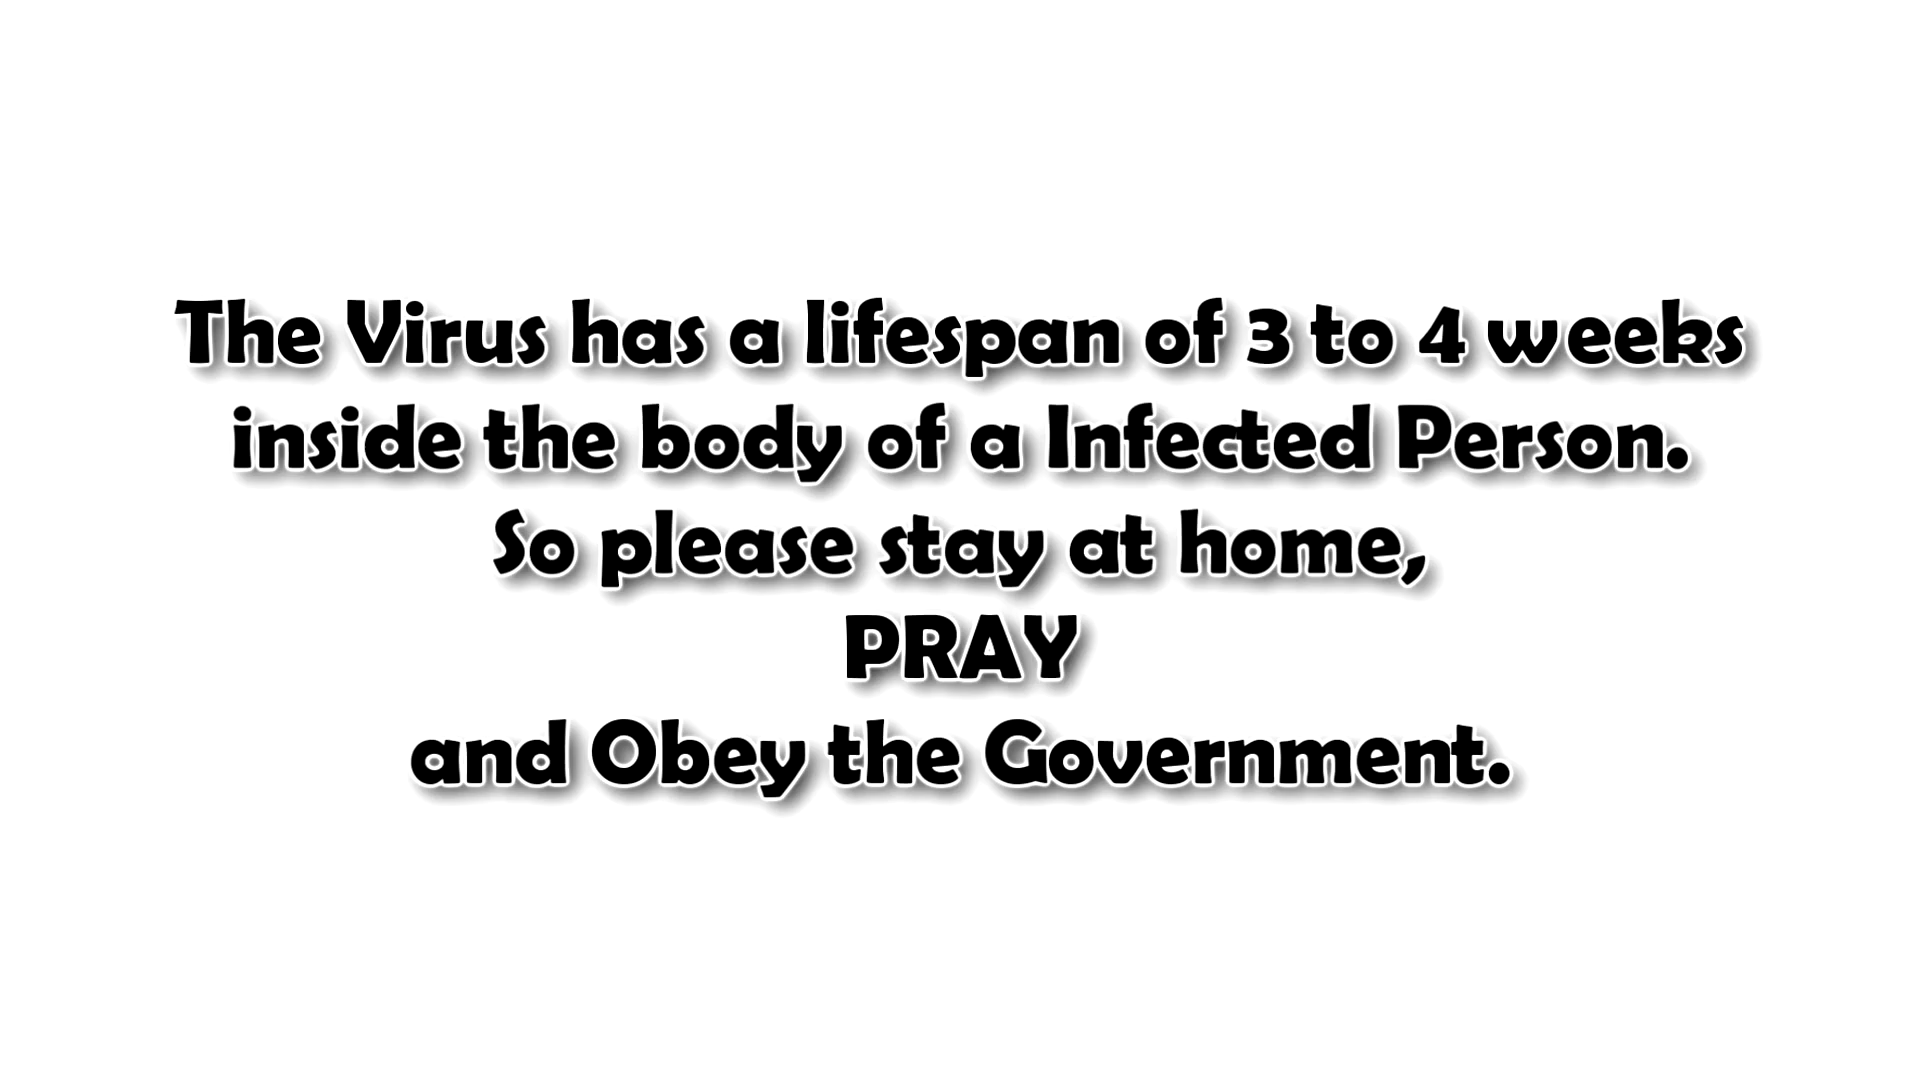 The Virus has a lifespan of 3 to 4 weeks
inside the body of a Infected Person.
So please stay at home,
PRAY
and Obey the Government.